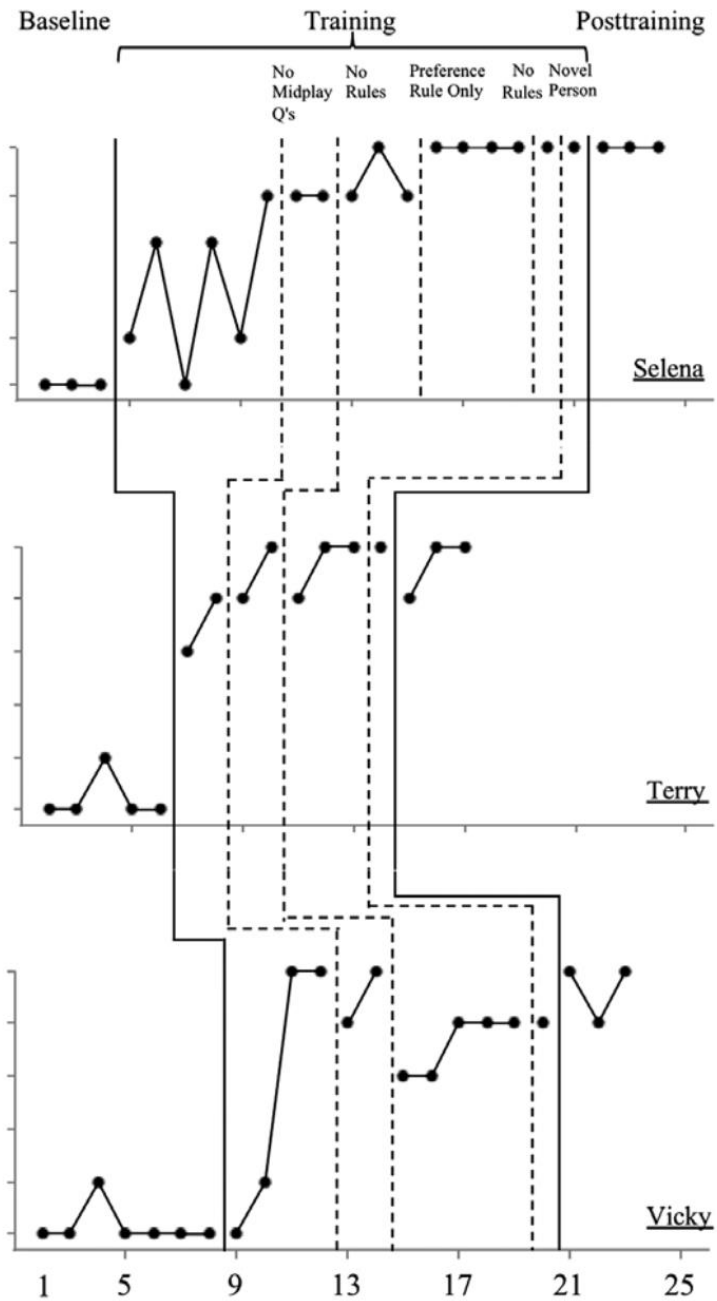 Baseline
Training
Posttraining
No
Midplay
Q's
No
Rules
Preference
Rule Only
No
Rules
Novel
Person
Selena
Terry
Vicky
1 5 9 13 17 21 25